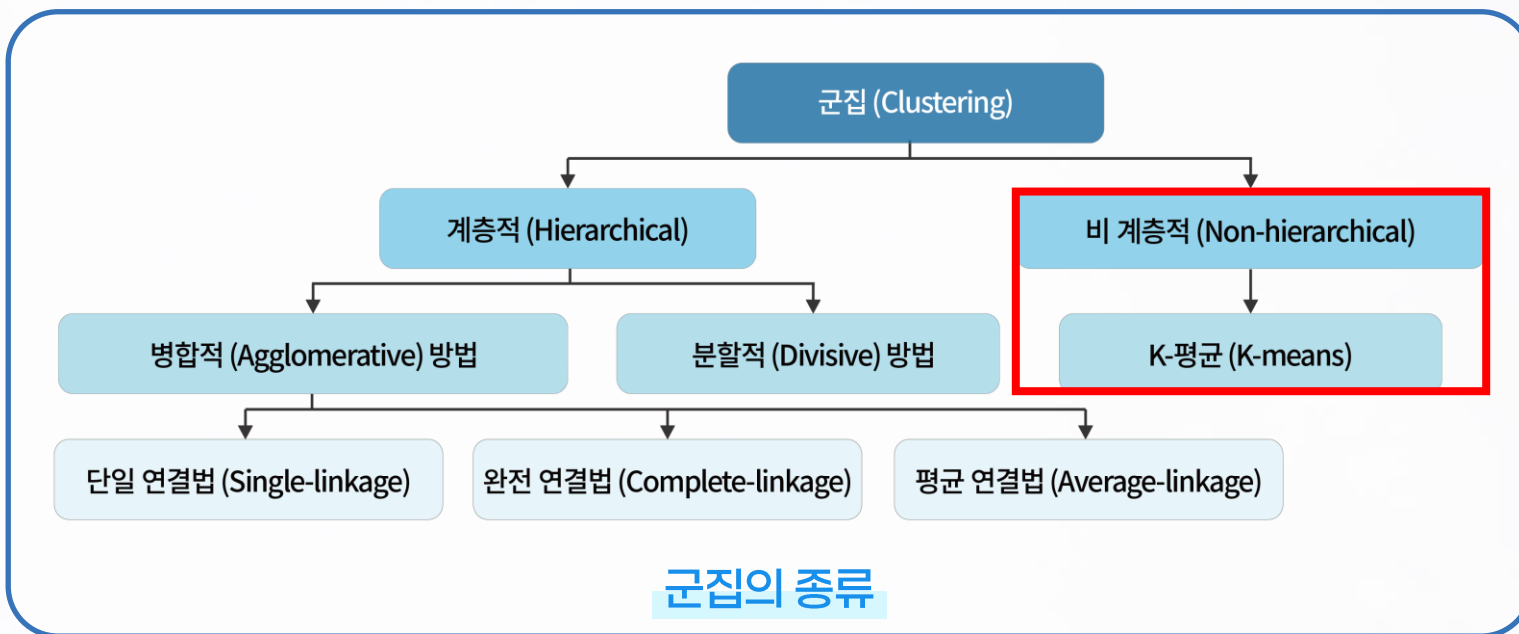 군집 (Clustering)
계층적 (Hierarchical)
비 계층적 (Non-hierarchical)
병합적 (Agglomerative) 방법
분할적 (Divisive) 방법
K-평균 (K-means)
단일 연결법 (Single-linkage)
완전 연결법 (Complete-linkage)
평균 연결법 (Average-linkage)
군집의 종류